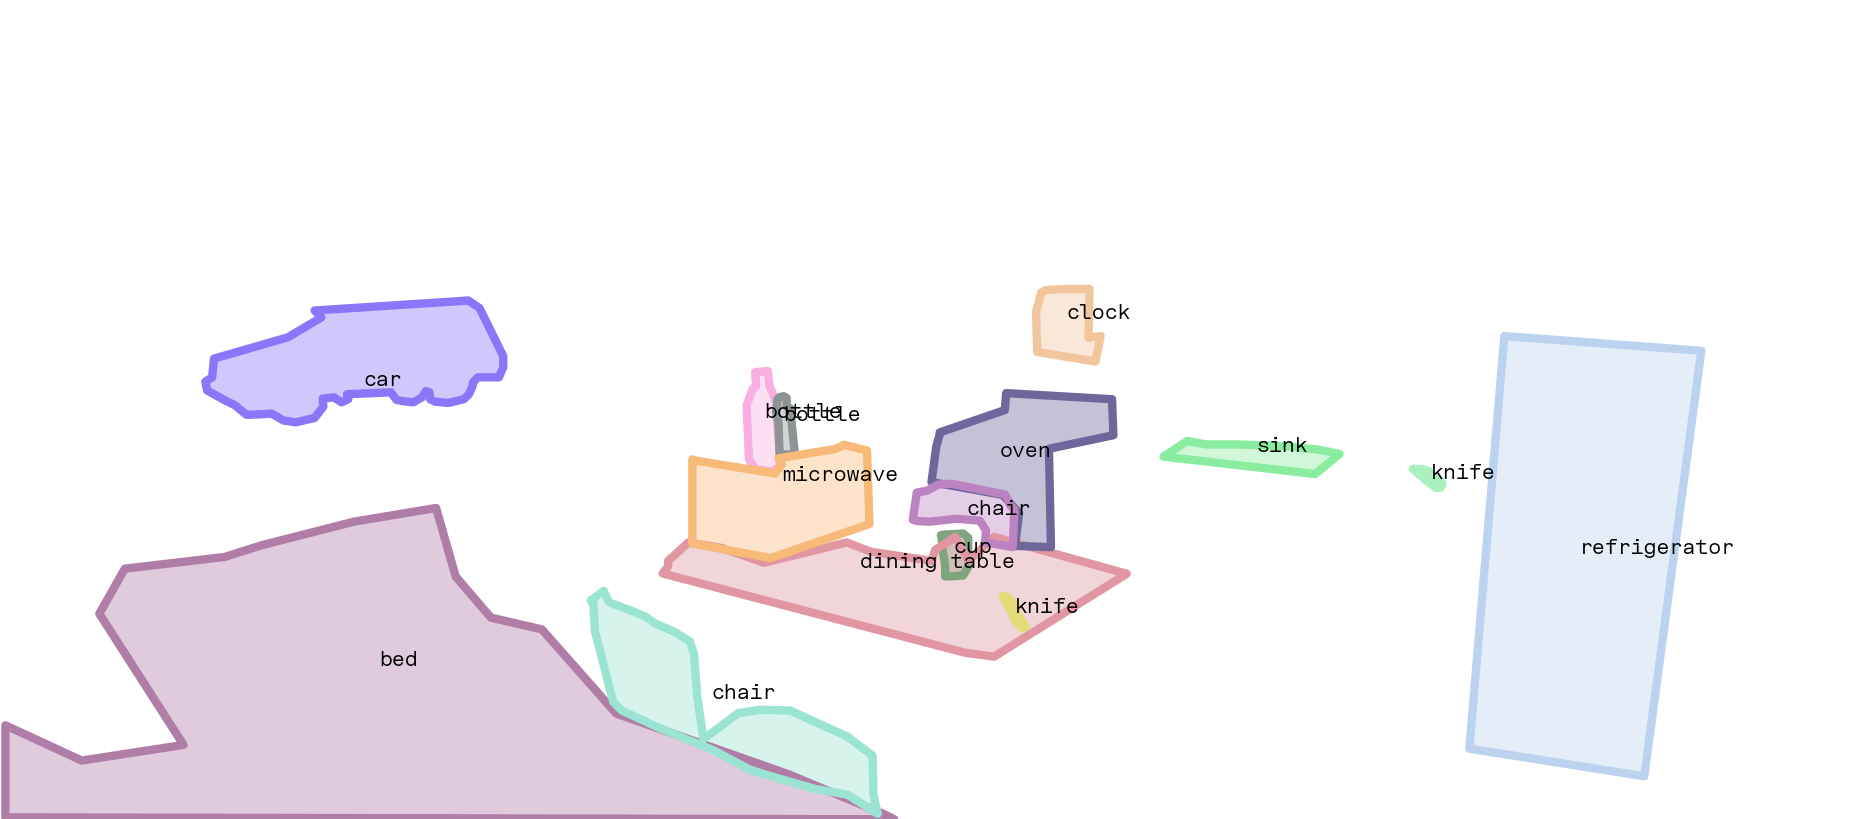 clock
car
bottle
bottle
sink
oven
knife
microwave
chair
cup
refrigerator
dining table
knife
bed
chair